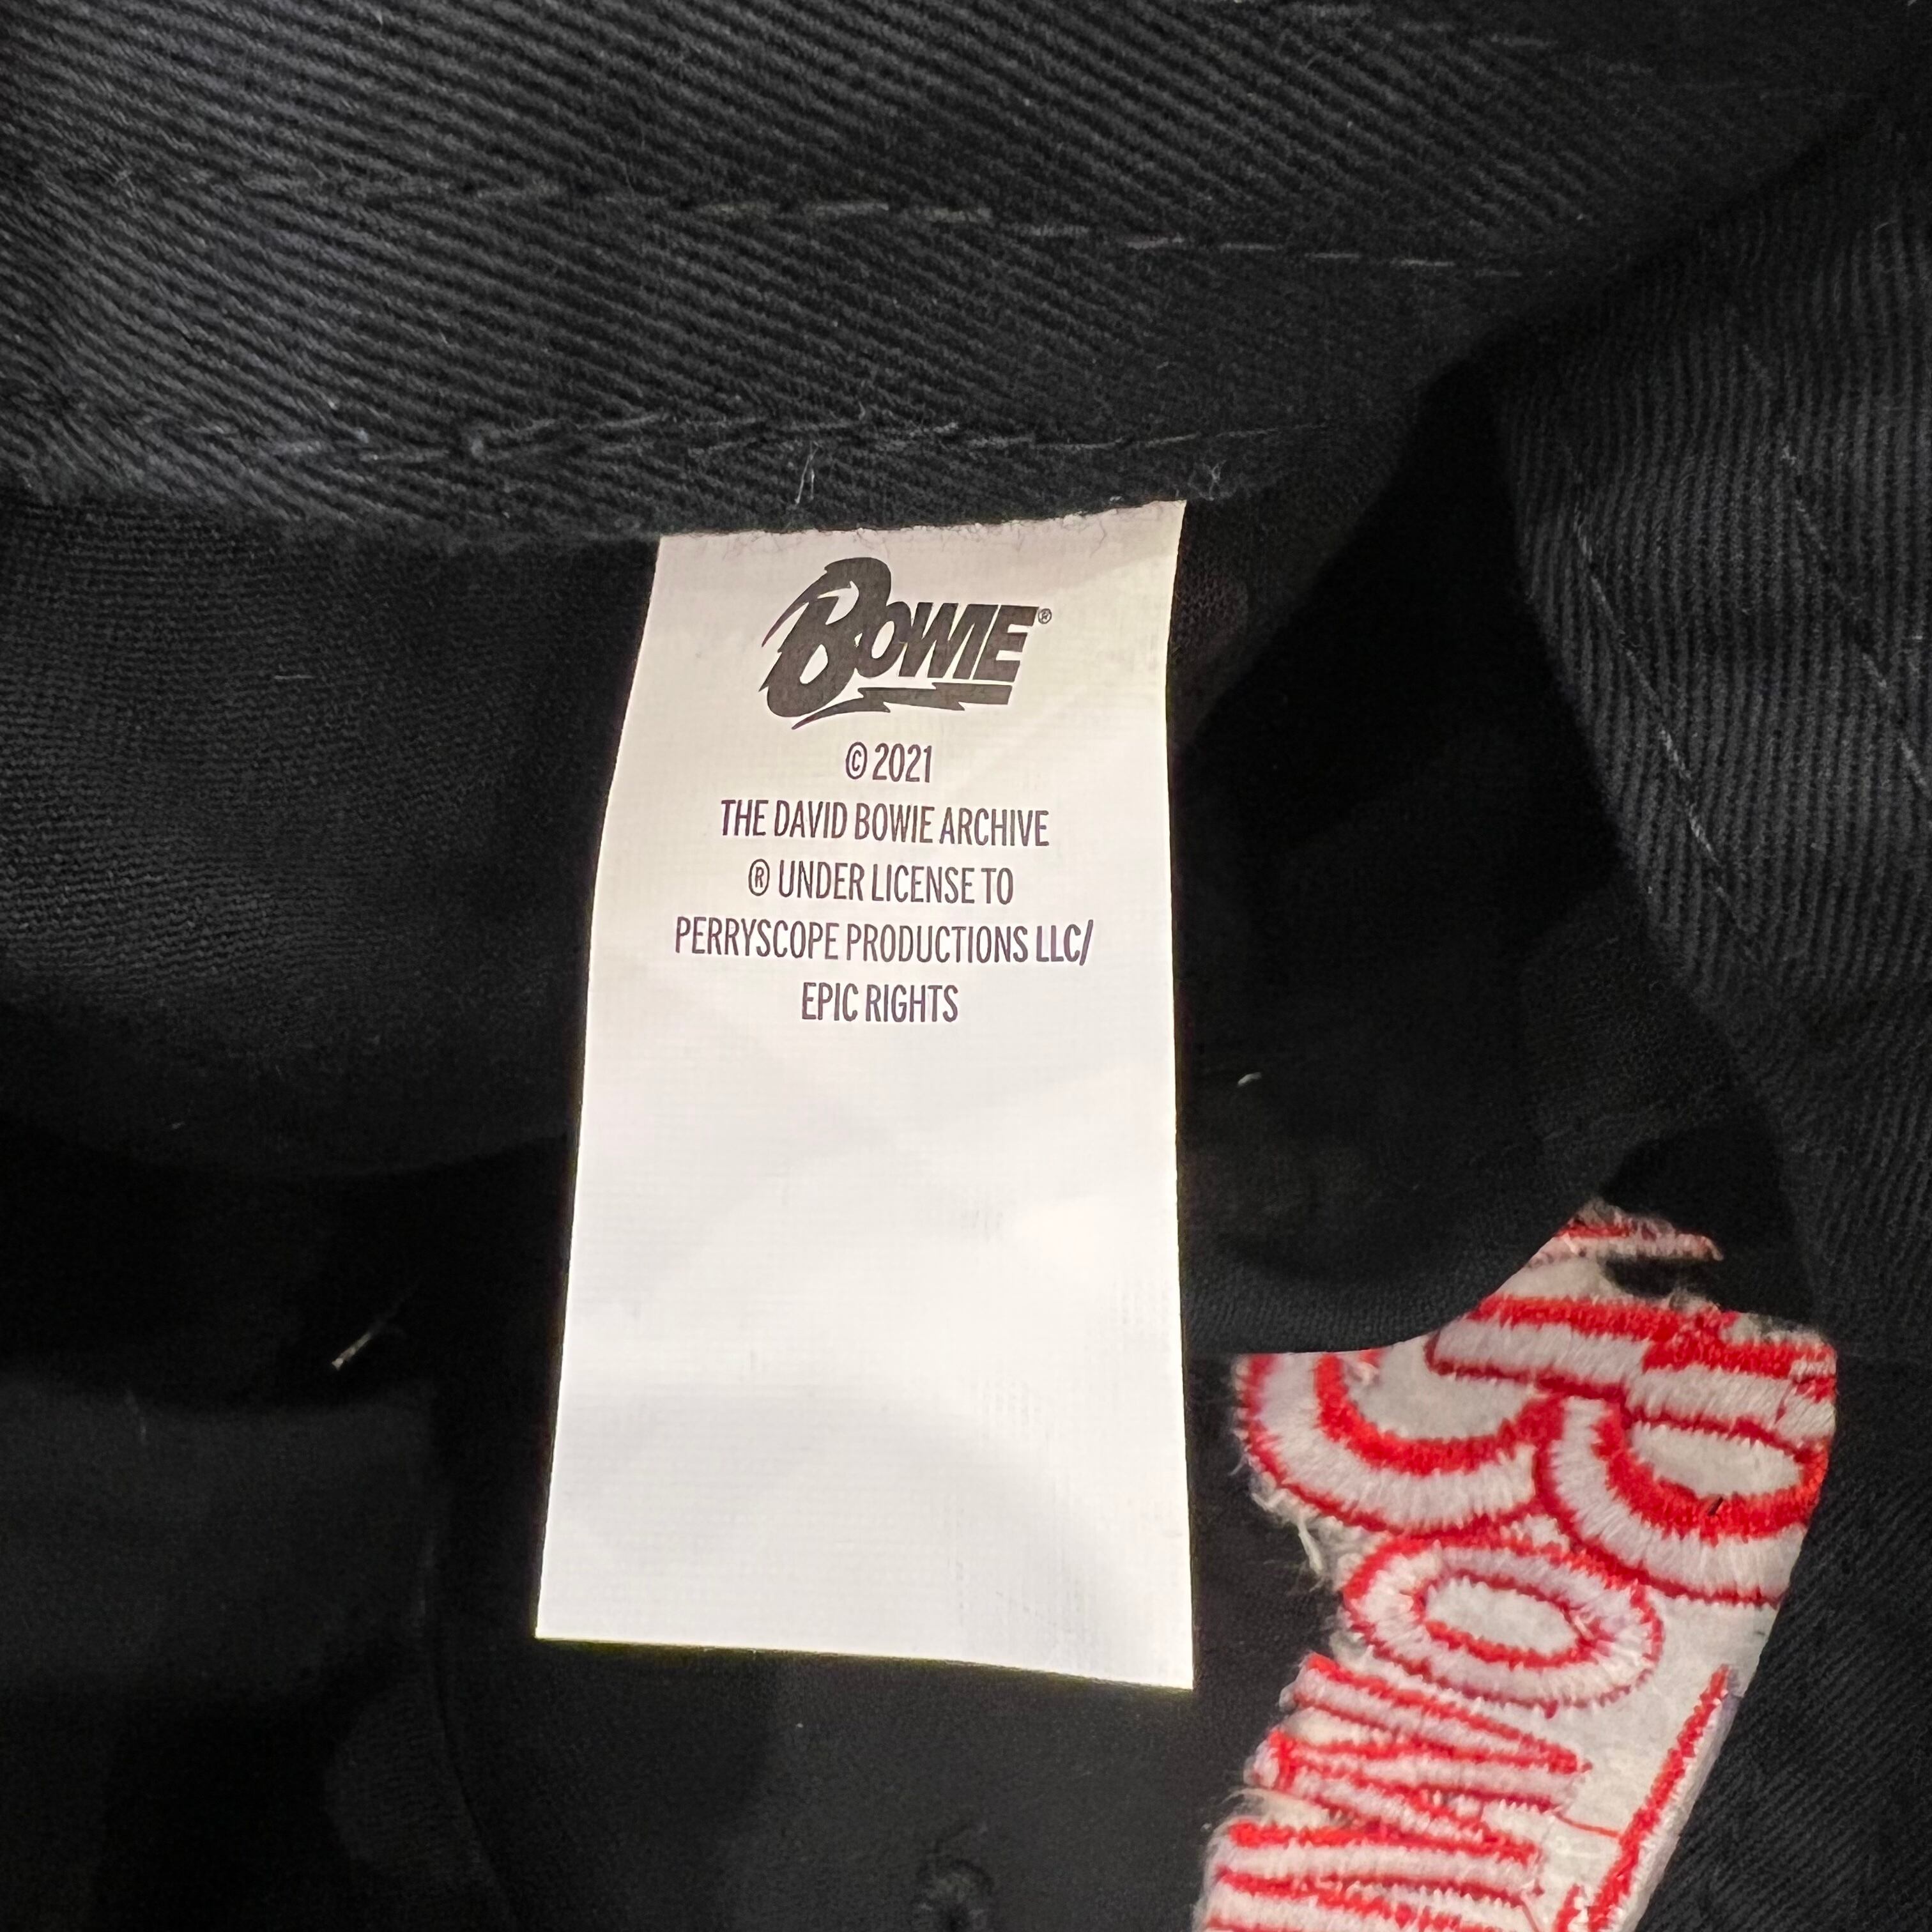 BOWIE®
© 2021
THE DAVID BOWIE ARCHIVE
® UNDER LICENSE TO
PERRYSCOPE PRODUCTIONS LLC/
EPIC RIGHTS